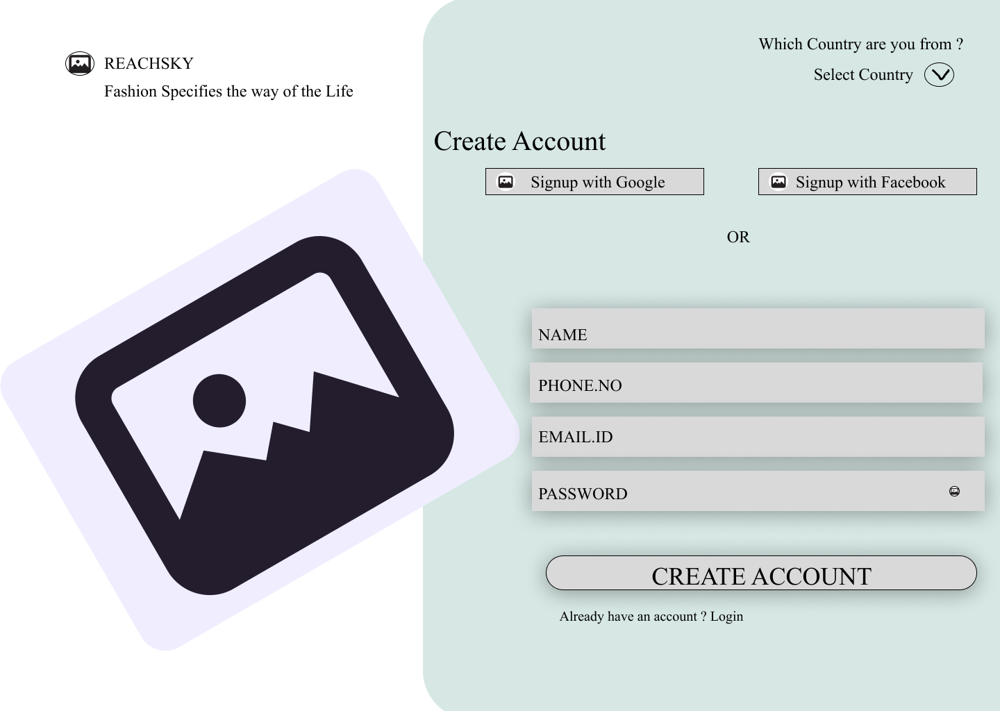 REACHSKY
Fashion Specifies the way of the Life
Which Country are you from ?
Select Country
Create Account
Signup with Google
Signup with Facebook
OR
NAME
PHONE.NO
EMAIL.ID
PASSWORD
CREATE ACCOUNT
Already have an account ? Login